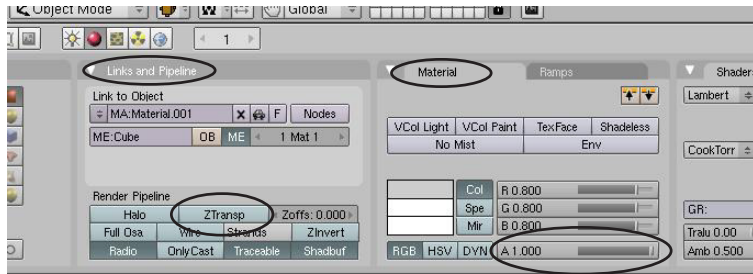 Object Mode Global
1
Links and Pipeline Material Ramps Shader
Link to Object
MA:Material.001 X F Nodes
ME:Cube OB ME 1 Mat 1
VCol Light VCol Paint TexFace Shadeless
No Mist Env
Lambert
CookTorr
Render Pipeline
Halo ZTransp Zoffs: 0.000
Full Osa Wire Strands ZInvert
Radio OnlyCast Traceable Shadbuf
Col R 0.800
Spe G 0.800
Mir B 0.800
RGB HSV DYN A 1.000
GR:
Tralu 0.00
Amb 0.500